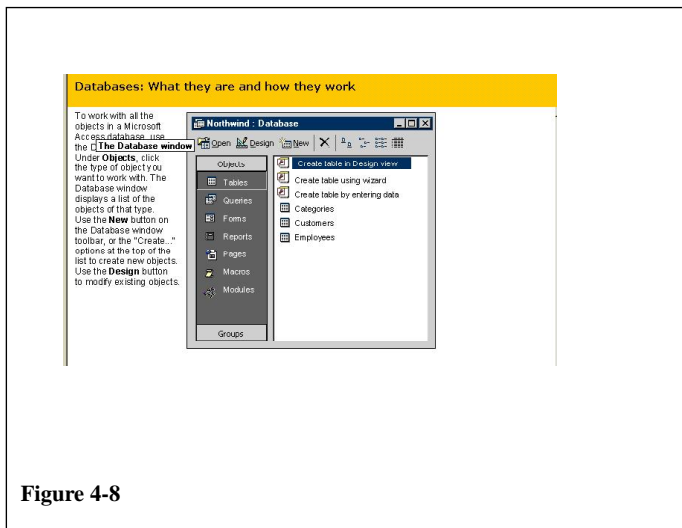 Databases: What they are and how they work
To work with all the
objects in a Microsoft
Access database, use
the D
The Database window
Under Objects, click
the type of object you
want to work with. The
Database window
displays a list of the
objects of that type.
Use the New button on
the Database window
toolbar, or the "Create..."
options at the top of the
list to create new objects.
Use the Design button
to modify existing objects.
Northwind : Database
Open Design New
Objects
Tables
Queries
Forms
Reports
Pages
Macros
Modules
Groups
Create table in Design view
Create table using wizard
Create table by entering data
Categories
Customers
Employees
Figure 4-8